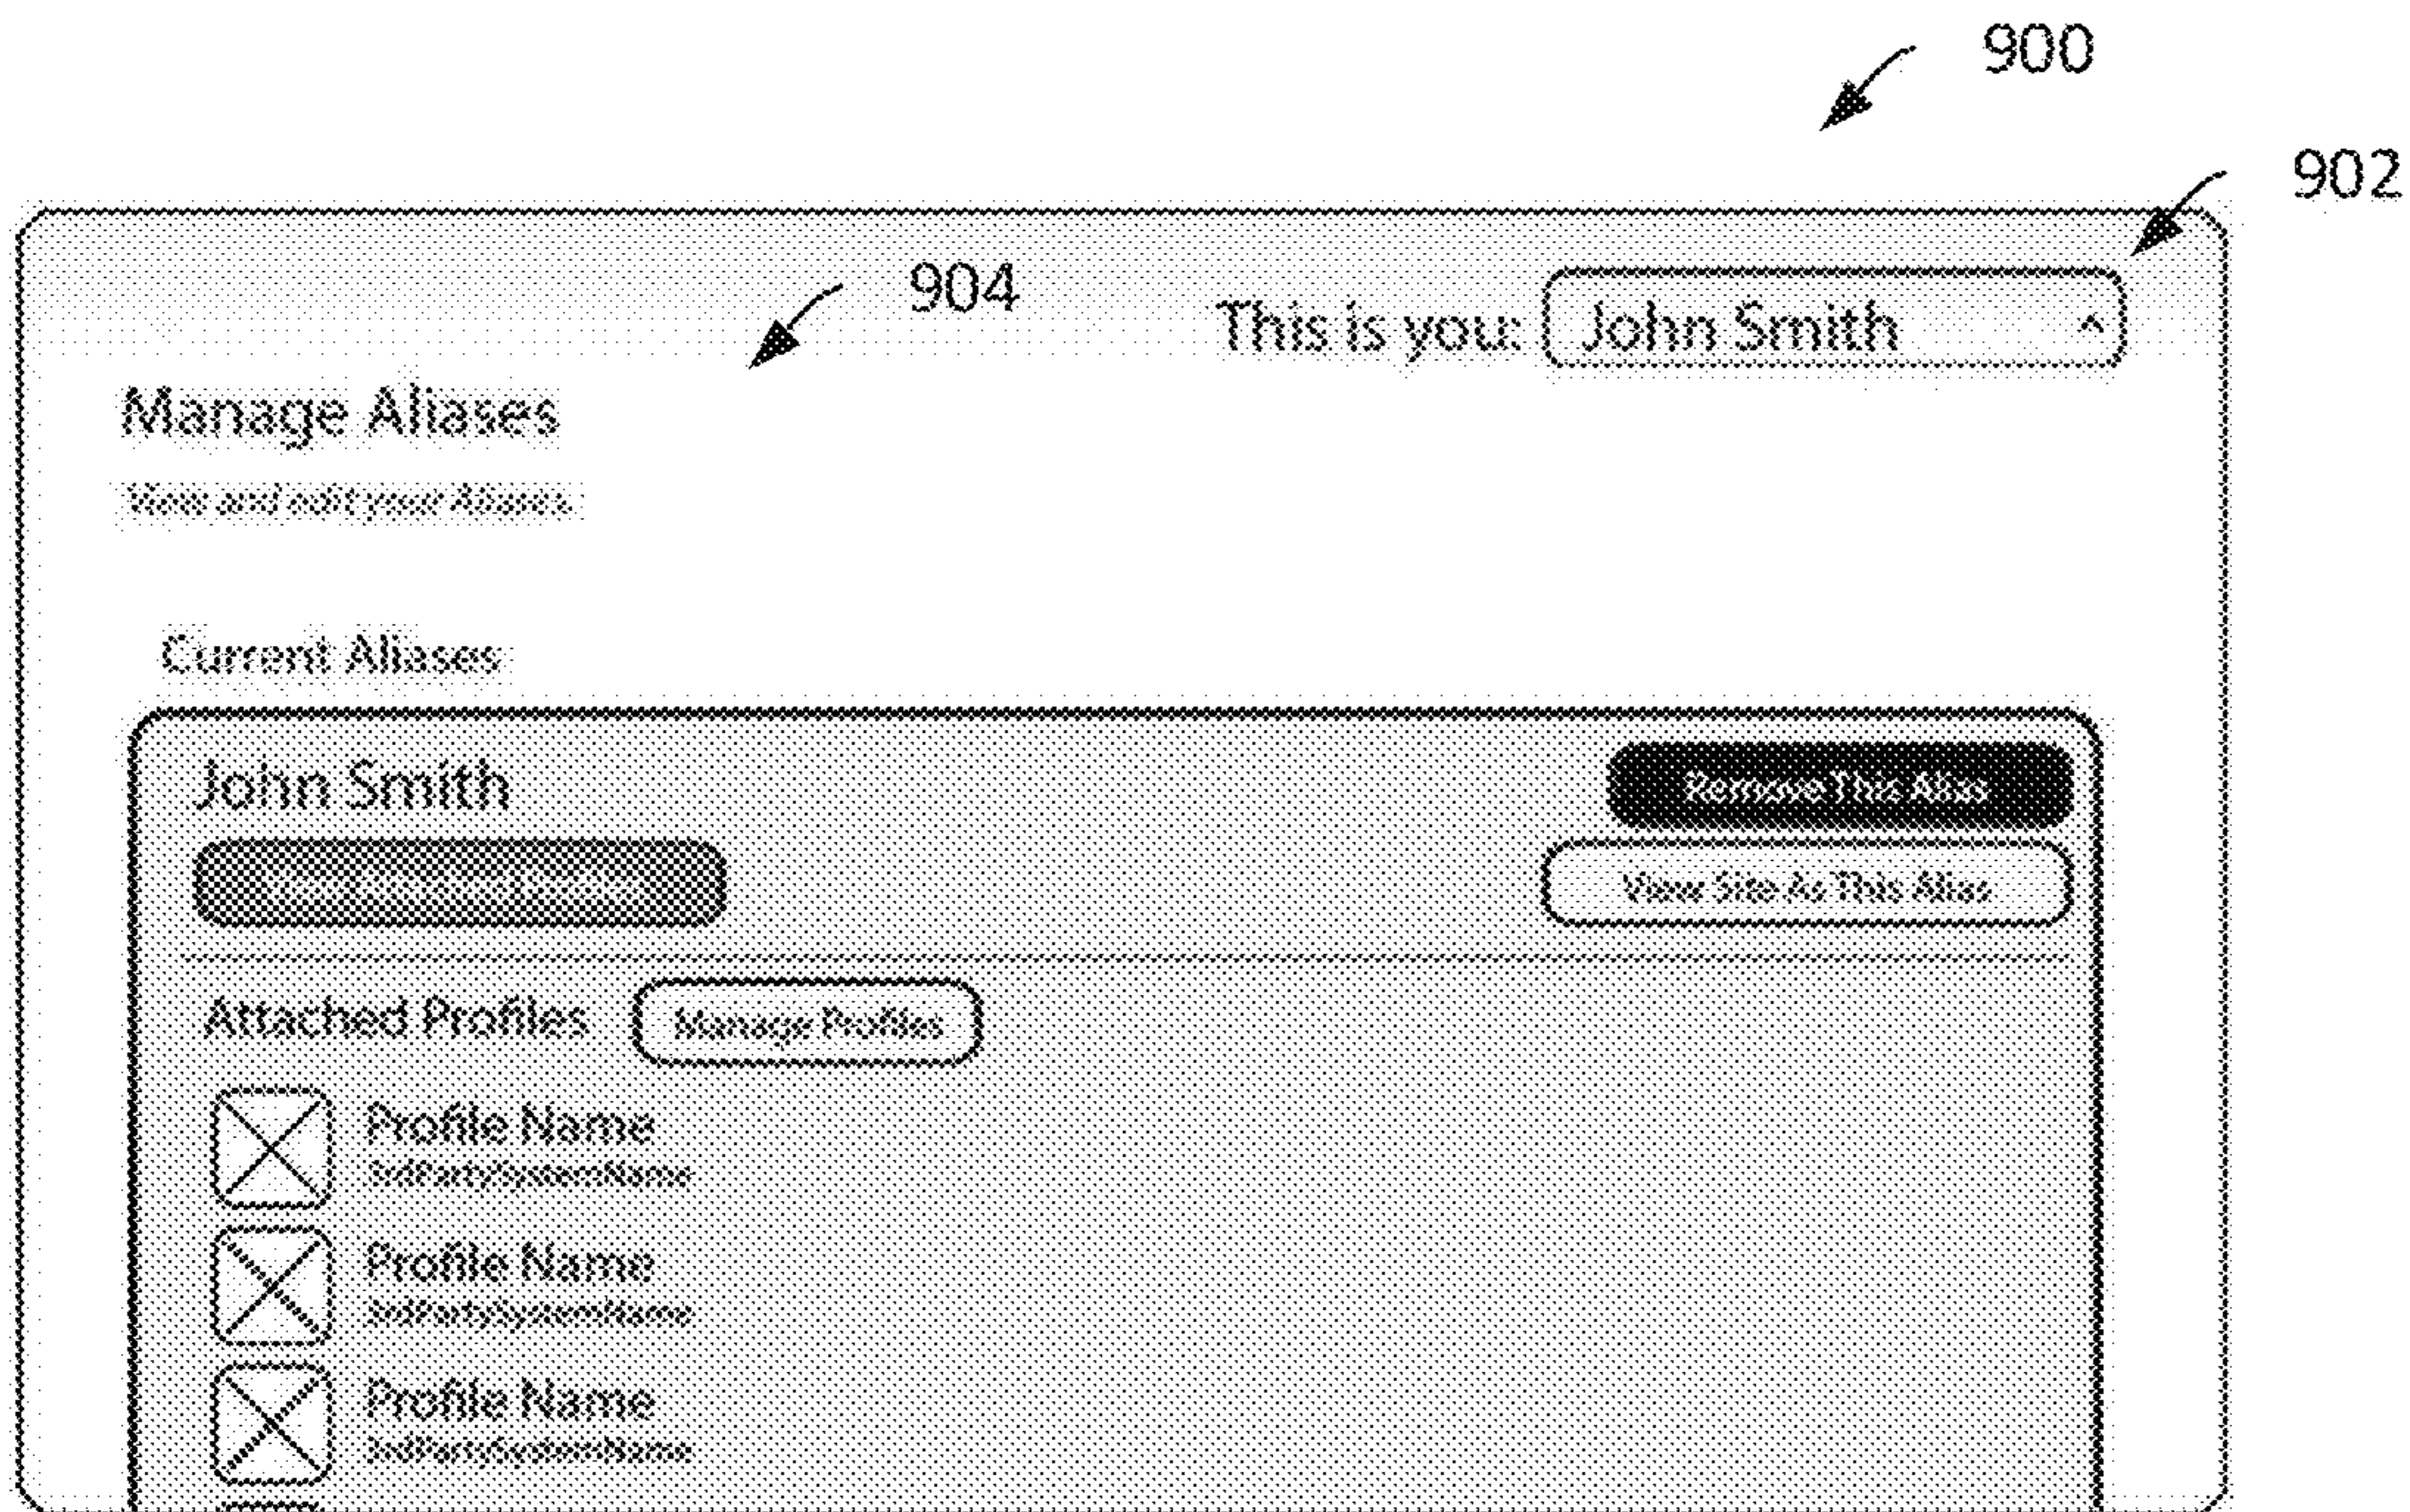 900
902
904
This is you: John Smith ^
Manage Aliases
View and edit your Aliases.
Current Aliases
John Smith
Remove This Alias
View Site As This Alias
Attached Profiles
Manage Profiles
Profile Name
3rdPartySystemName
Profile Name
3rdPartySystemName
Profile Name
3rdPartySystemName